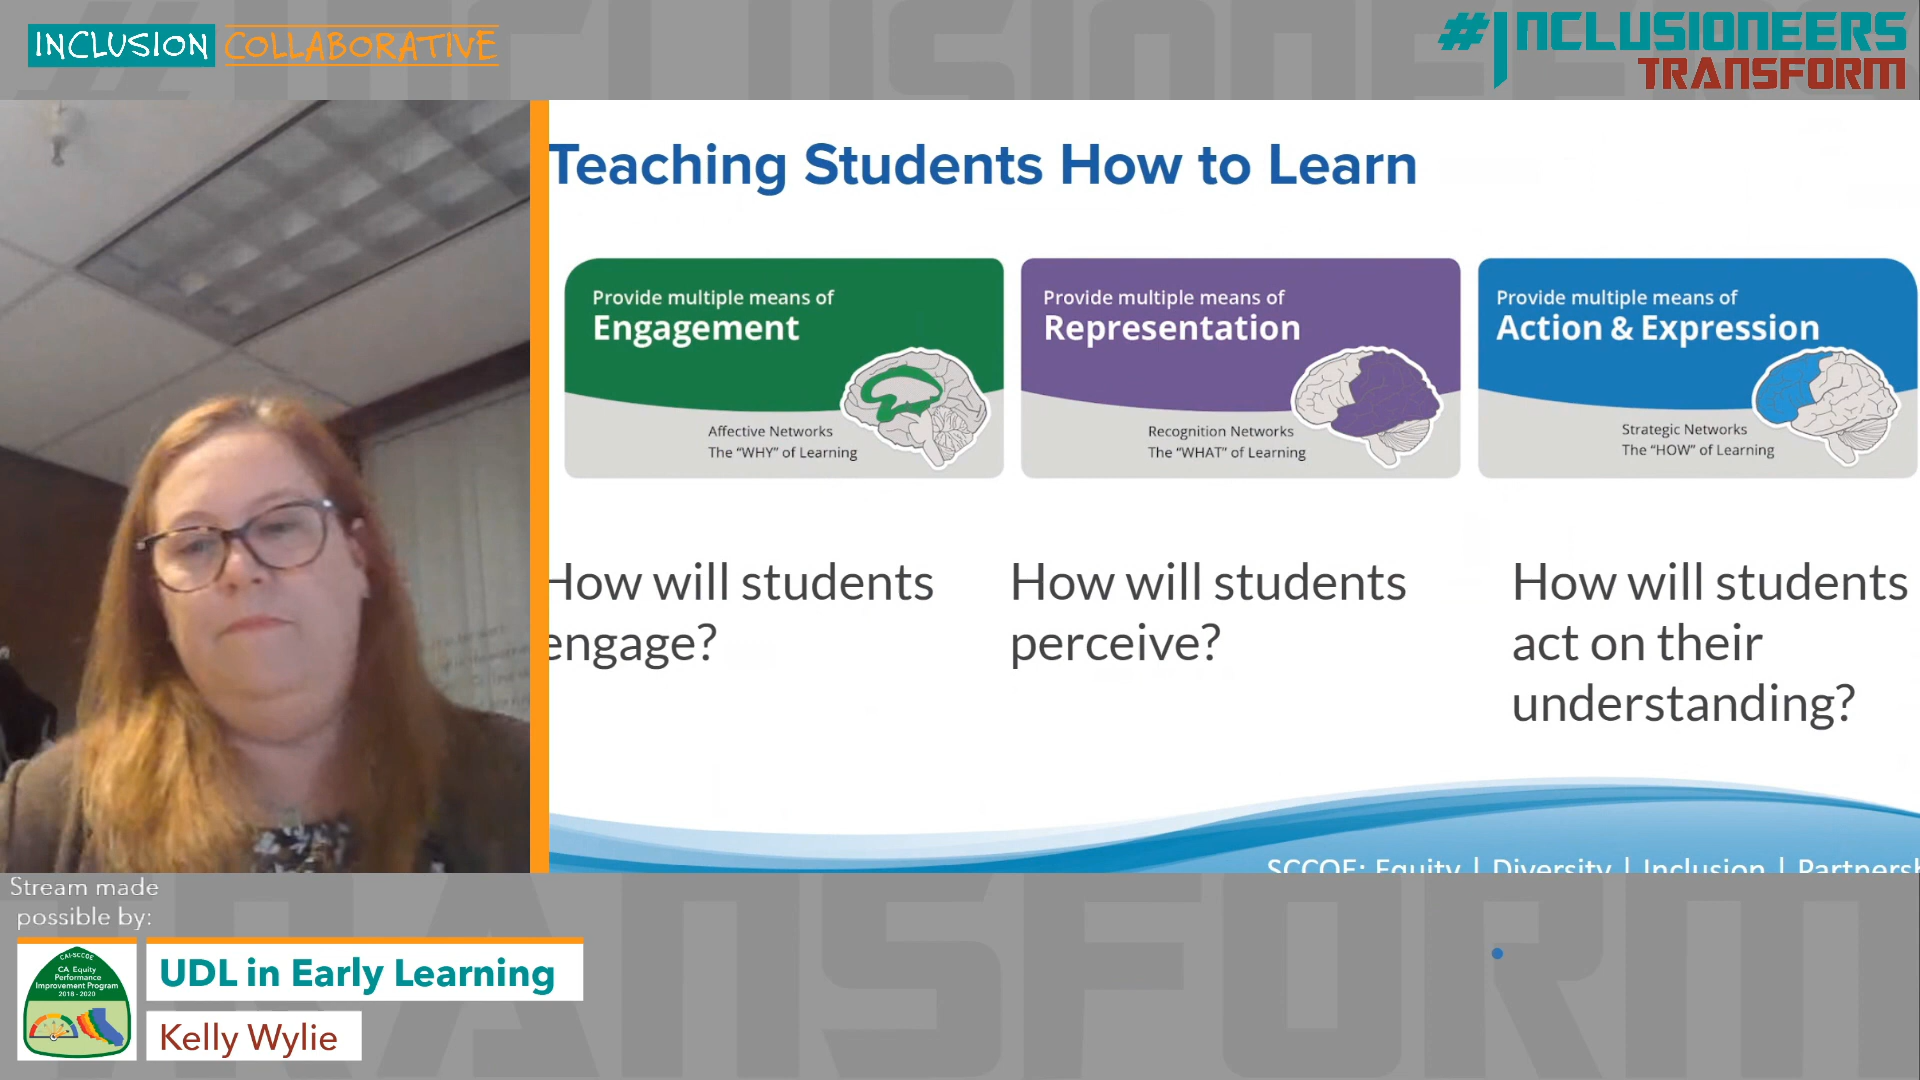 INCLUSION COLLABORATIVE
#INCLUSIONEERS
TRANSFORM
Teaching Students How to Learn
Provide multiple means of
Engagement
Affective Networks
The “WHY” of Learning
Provide multiple means of
Representation
Recognition Networks
The “WHAT” of Learning
Provide multiple means of
Action & Expression
Strategic Networks
The “HOW” of Learning
How will students
engage?
How will students
perceive?
How will students
act on their
understanding?
SCCOE: Equity | Diversity | Inclusion | Partnersh
Stream made
possible by:
CAI-SCCOE
CA Equity
Performance
Improvement Program
2018 - 2020
UDL in Early Learning
Kelly Wylie
TRANSFORM